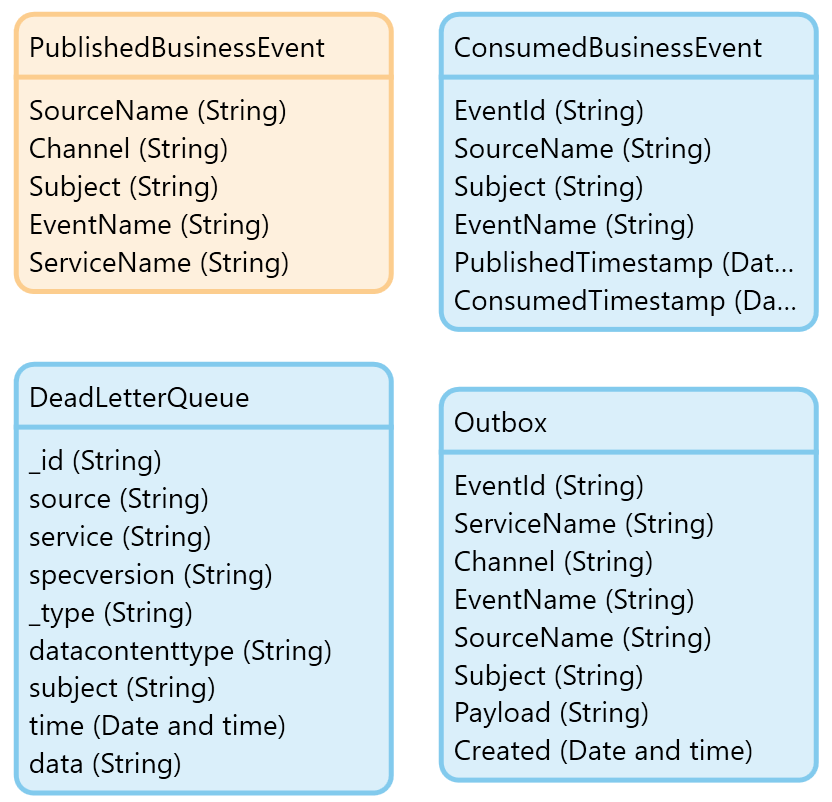 PublishedBusinessEvent
SourceName (String)
Channel (String)
Subject (String)
EventName (String)
ServiceName (String)
ConsumedBusinessEvent
EventId (String)
SourceName (String)
Subject (String)
EventName (String)
PublishedTimestamp (Dat...
ConsumedTimestamp (Da...
DeadLetterQueue
_id (String)
source (String)
service (String)
specversion (String)
_type (String)
datacontenttype (String)
subject (String)
time (Date and time)
data (String)
Outbox
EventId (String)
ServiceName (String)
Channel (String)
EventName (String)
SourceName (String)
Subject (String)
Payload (String)
Created (Date and time)